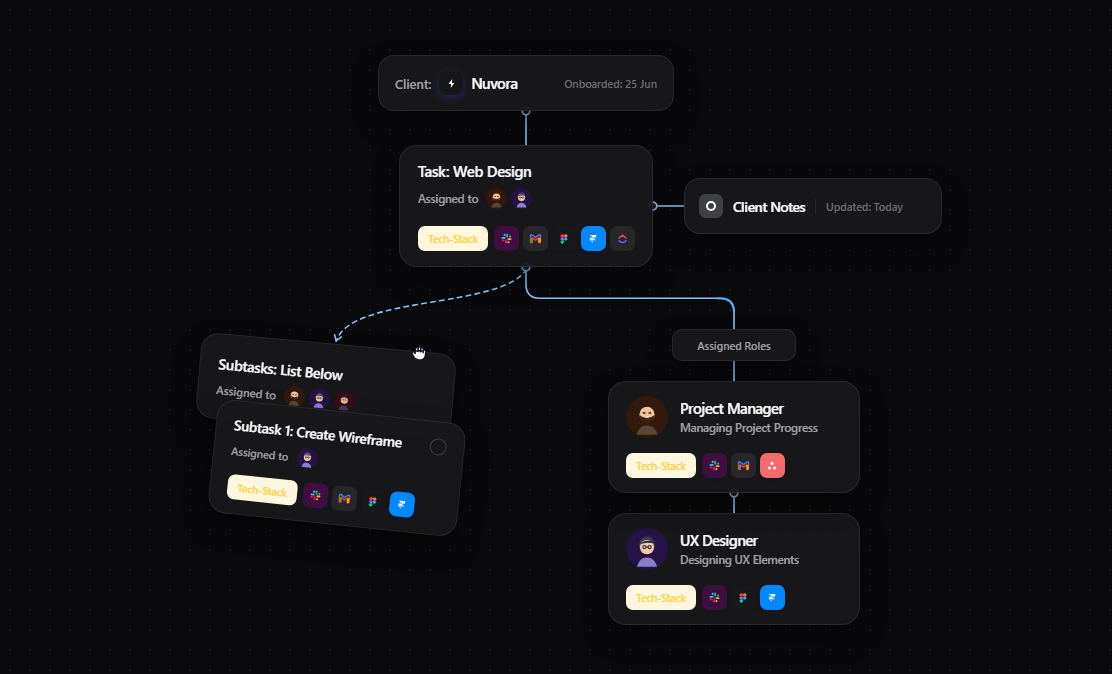 Client: Nuvora Onboarded: 25 Jun
Task: Web Design
Assigned to
Tech-Stack
Client Notes Updated: Today
Subtasks: List Below
Assigned to
Subtask 1: Create Wireframe
Assigned to
Tech-Stack
Assigned Roles
Project Manager
Managing Project Progress
Tech-Stack
UX Designer
Designing UX Elements
Tech-Stack